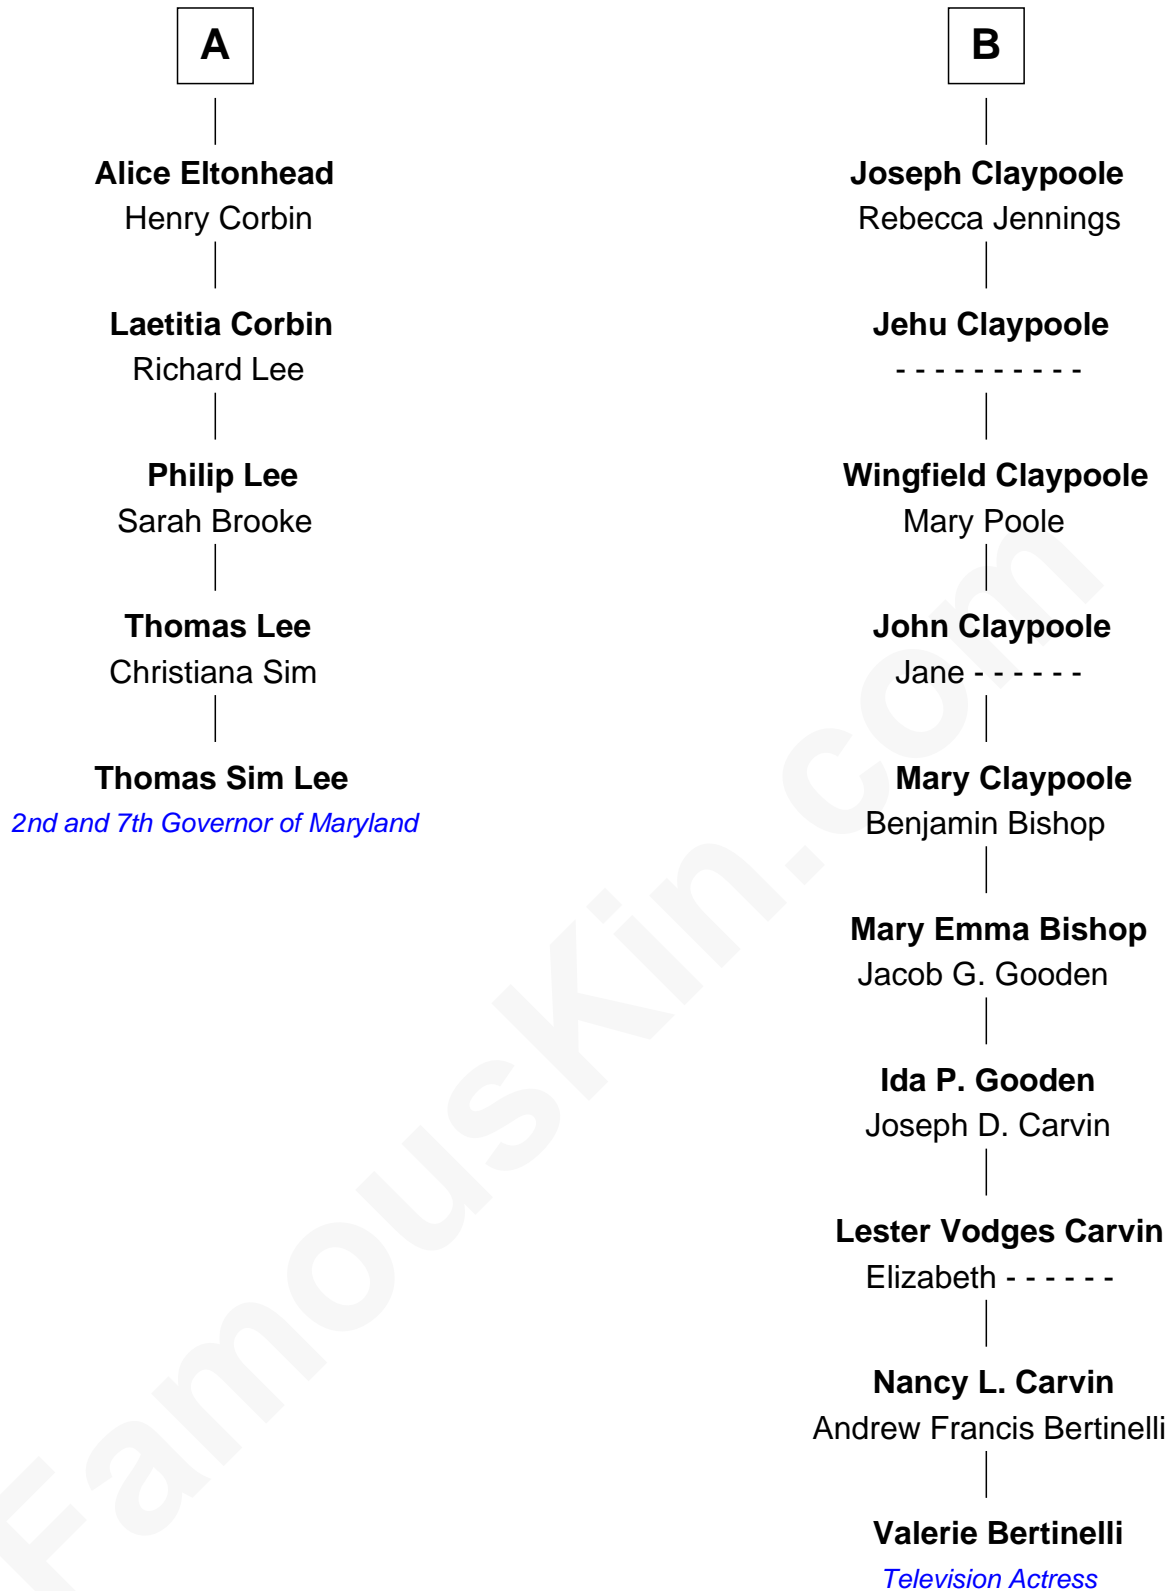 A
Alice Eltonhead
Henry Corbin
Laetitia Corbin
Richard Lee
Philip Lee
Sarah Brooke
Thomas Lee
Christiana Sim
Thomas Sim Lee
2nd and 7th Governor of Maryland
B
Joseph Claypoole
Rebecca Jennings
Jehu Claypoole
- - - - - - - - - -
Wingfield Claypoole
Mary Poole
John Claypoole
Jane - - - - - -
Mary Claypoole
Benjamin Bishop
Mary Emma Bishop
Jacob G. Gooden
Ida P. Gooden
Joseph D. Carvin
Lester Vodges Carvin
Elizabeth - - - - - -
Nancy L. Carvin
Andrew Francis Bertinelli
Valerie Bertinelli
Television Actress
FamousKin.com